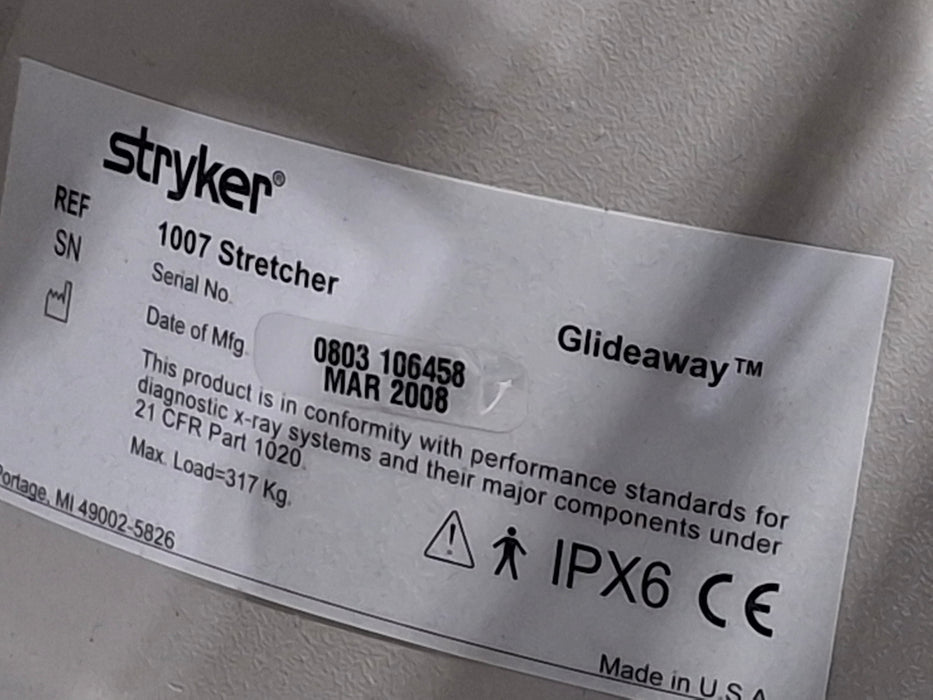 stryker®
REF
1007 Stretcher
SN
Serial No.
Glideaway™
Date of Mfg.
0803 106458
MAR 2008
This product is in conformity with performance standards for
diagnostic x-ray systems and their major components under
21 CFR Part 1020.
Max. Load=317 Kg.
Portage, MI 49002-5826
IPX6 CE
Made in U.S.A